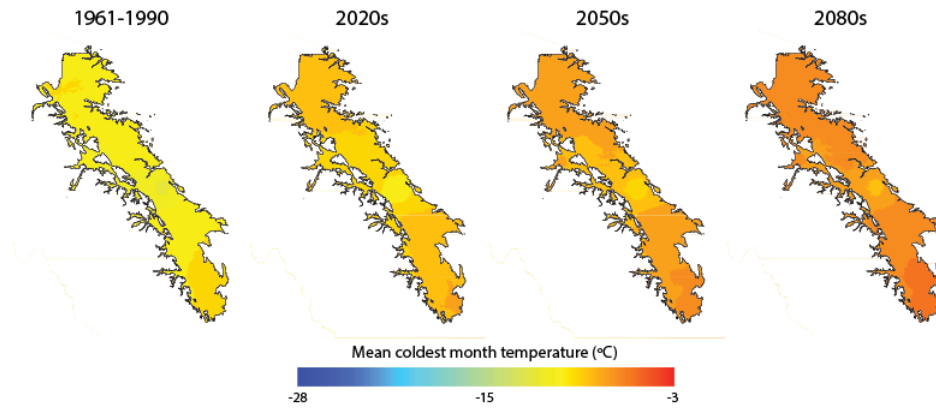 1961-1990 2020s 2050s 2080s
Mean coldest month temperature (ºC)
-28 -15 -3